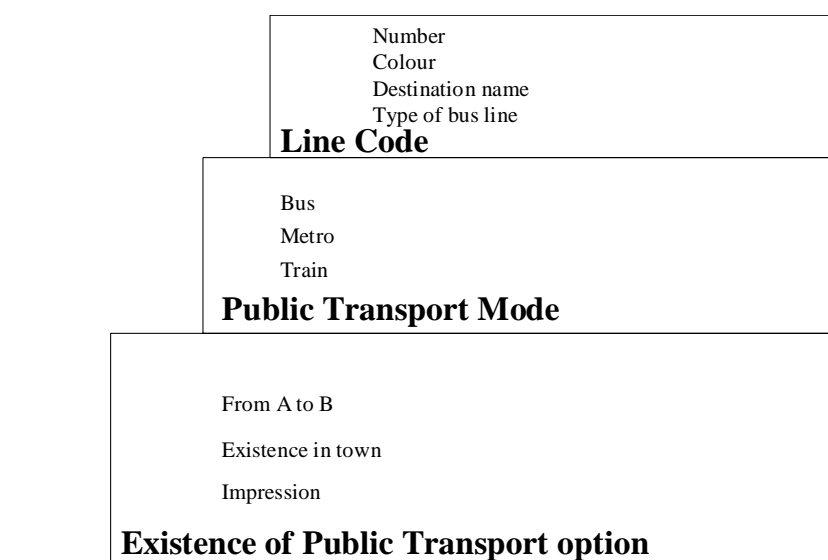 Number
Colour
Destination name
Type of bus line
Line Code
Bus
Metro
Train
Public Transport Mode
From A to B
Existence in town
Impression
Existence of Public Transport option